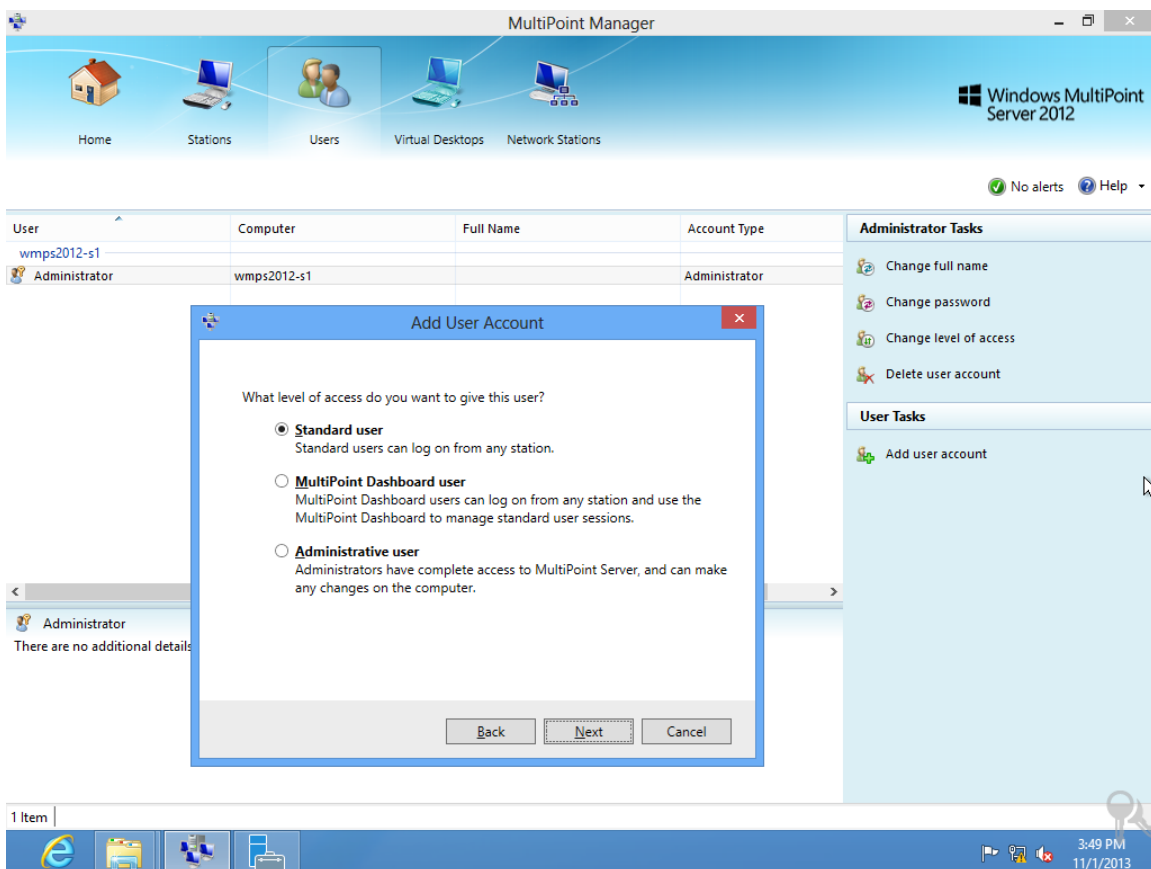 MultiPoint Manager
Home
Stations
Users
Virtual Desktops
Network Stations
Windows MultiPoint
Server 2012
No alerts
Help
User
Computer
Full Name
Account Type
wmps2012-s1
Administrator
wmps2012-s1
Administrator
Administrator Tasks
Change full name
Change password
Change level of access
Delete user account
User Tasks
Add user account
Add User Account
What level of access do you want to give this user?
Standard user
Standard users can log on from any station.
MultiPoint Dashboard user
MultiPoint Dashboard users can log on from any station and use the
MultiPoint Dashboard to manage standard user sessions.
Administrative user
Administrators have complete access to MultiPoint Server, and can make
any changes on the computer.
Back
Next
Cancel
Administrator
There are no additional details
1 Item
3:49 PM
11/1/2013